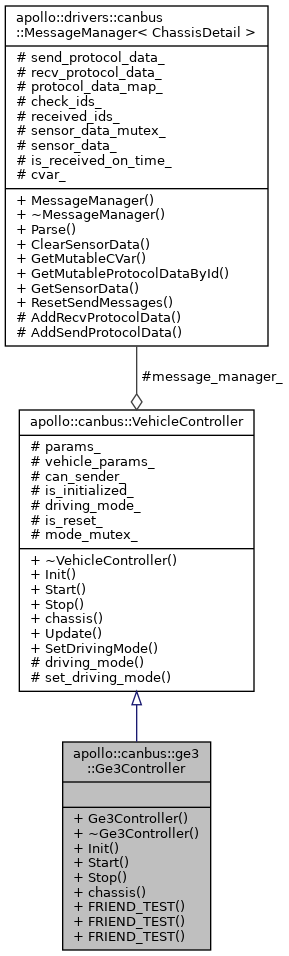 apollo::drivers::canbus
::MessageManager< ChassisDetail >
# send_protocol_data_
# recv_protocol_data_
# protocol_data_map_
# check_ids_
# received_ids_
# sensor_data_mutex_
# sensor_data_
# is_received_on_time_
# cvar_
+ MessageManager()
+ ~MessageManager()
+ Parse()
+ ClearSensorData()
+ GetMutableCVar()
+ GetMutableProtocolDataById()
+ GetSensorData()
+ ResetSendMessages()
# AddRecvProtocolData()
# AddSendProtocolData()
#message_manager_
apollo::canbus::VehicleController
# params_
# vehicle_params_
# can_sender_
# is_initialized_
# driving_mode_
# is_reset_
# mode_mutex_
+ ~VehicleController()
+ Init()
+ Start()
+ Stop()
+ chassis()
+ Update()
+ SetDrivingMode()
# driving_mode()
# set_driving_mode()
apollo::canbus::ge3
::Ge3Controller
+ Ge3Controller()
+ ~Ge3Controller()
+ Init()
+ Start()
+ Stop()
+ chassis()
+ FRIEND_TEST()
+ FRIEND_TEST()
+ FRIEND_TEST()